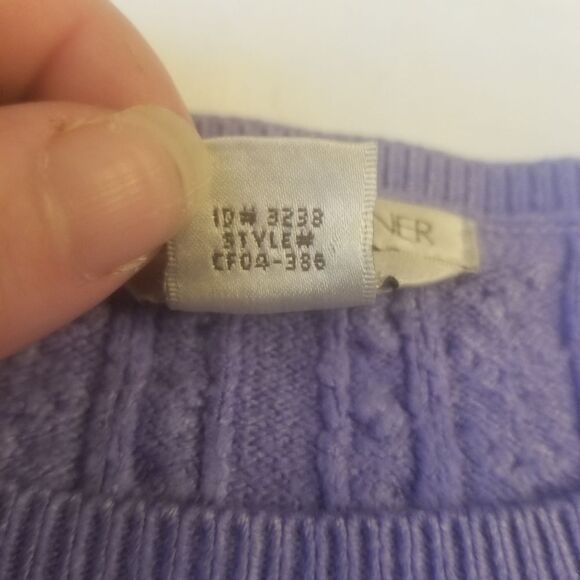 ID# 3238
STYLE#
CF04-386
NER